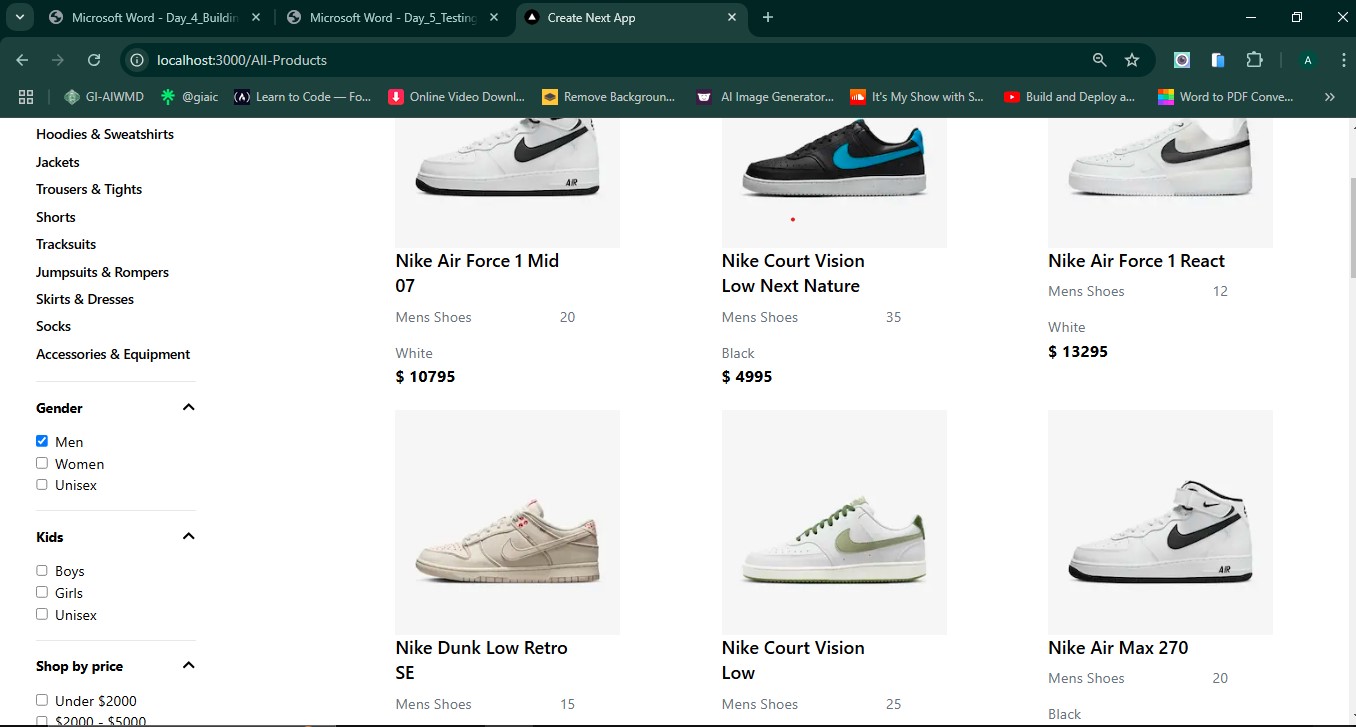 Microsoft Word - Day_4_Buildin
Microsoft Word - Day_5_Testing
Create Next App
localhost:3000/All-Products
A
GI-AIWMD
@giaic
Learn to Code — Fo...
Online Video Downl...
Remove Backgroun...
AI Image Generator...
It's My Show with S...
Build and Deploy a...
Word to PDF Conve...
Hoodies & Sweatshirts
Jackets
Trousers & Tights
Shorts
Tracksuits
Jumpsuits & Rompers
Skirts & Dresses
Socks
Accessories & Equipment
Gender
Men
Women
Unisex
Kids
Boys
Girls
Unisex
Shop by price
Under $2000
$2000 - $5000
AIR
Nike Air Force 1 Mid
07
Mens Shoes 20
White
$ 10795
Nike Court Vision
Low Next Nature
Mens Shoes 35
Black
$ 4995
Nike Air Force 1 React
Mens Shoes 12
White
$ 13295
Nike Dunk Low Retro
SE
Mens Shoes 15
Nike Court Vision
Low
Mens Shoes 25
AIR
Nike Air Max 270
Mens Shoes 20
Black